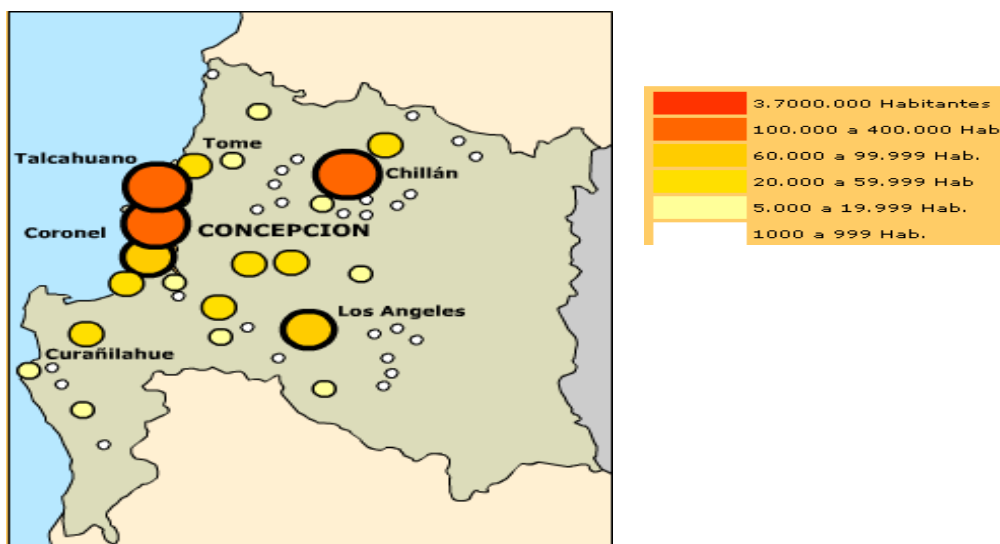 Tome
Talcahuano
Chillán
Coronel
CONCEPCION
Los Angeles
Curañilahue
3.7000.000 Habitantes
100.000 a 400.000 Hab
60.000 a 99.999 Hab.
20.000 a 59.999 Hab
5.000 a 19.999 Hab.
1000 a 999 Hab.